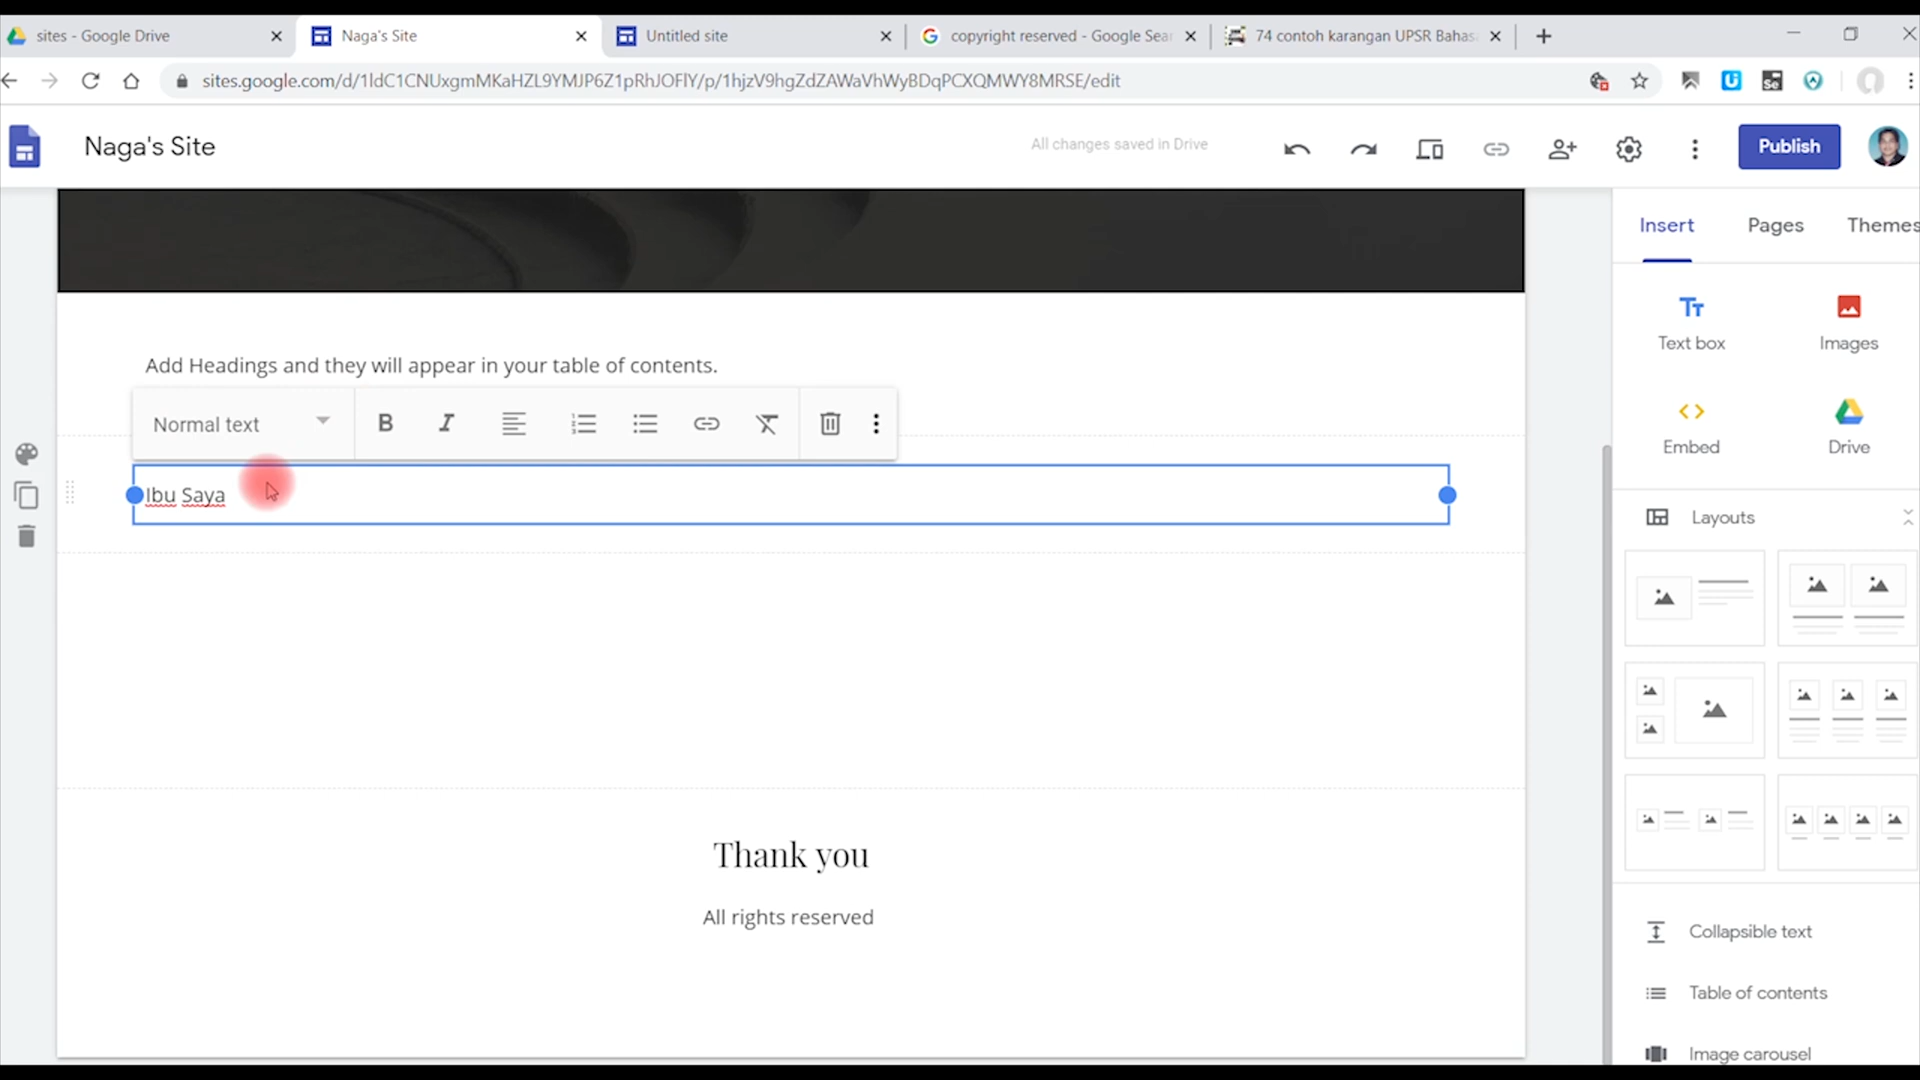 sites - Google Drive
Naga's Site
Untitled site
copyright reserved - Google Sear
74 contoh karangan UPSR Bahas
sites.google.com/d/1ldC1CNUxgmMKaHZL9YMJP6Z1pRhJOFlY/p/1hjzV9hgZdZAWaVhWyBDqPCXQMWY8MRSE/edit
Naga's Site
All changes saved in Drive
Publish
Insert
Pages
Themes
Text box
Images
Embed
Drive
Add Headings and they will appear in your table of contents.
Normal text
B
I
Ibu Saya
Layouts
Thank you
All rights reserved
Collapsible text
Table of contents
Image carousel